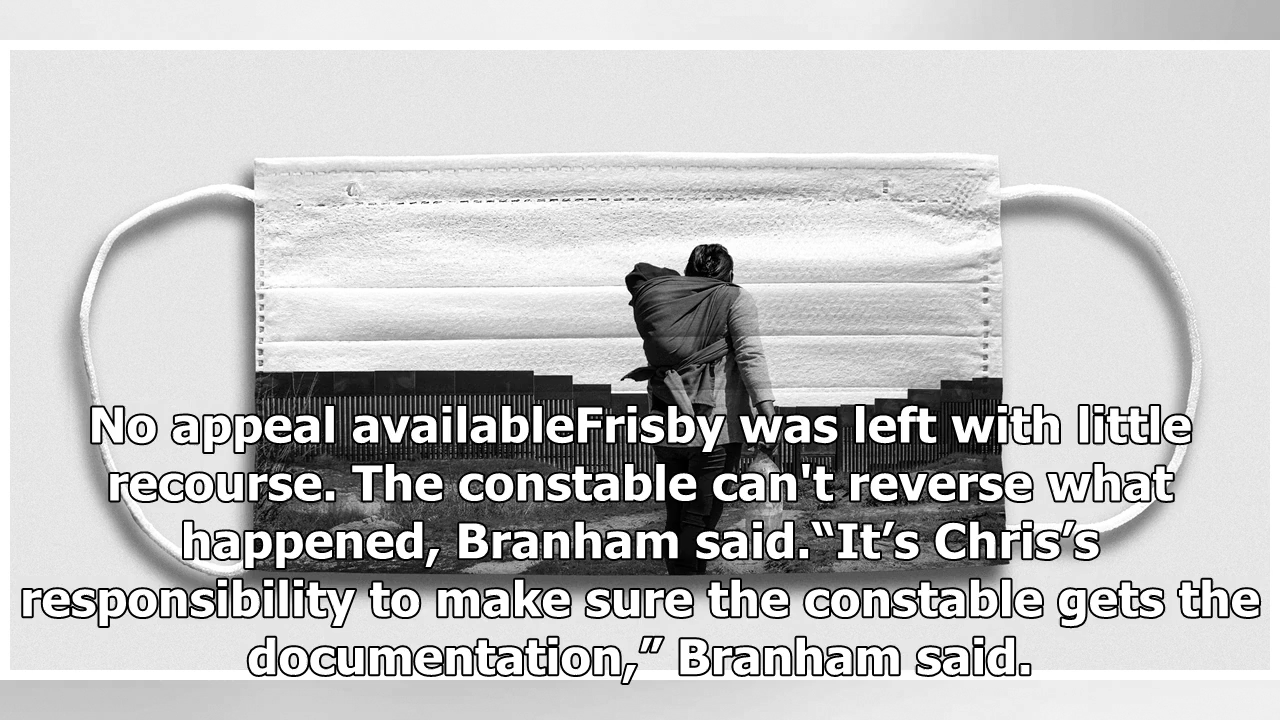 No appeal availableFrisby was left with little
recourse. The constable can't reverse what
happened, Branham said.“It’s Chris’s
responsibility to make sure the constable gets the
documentation,” Branham said.